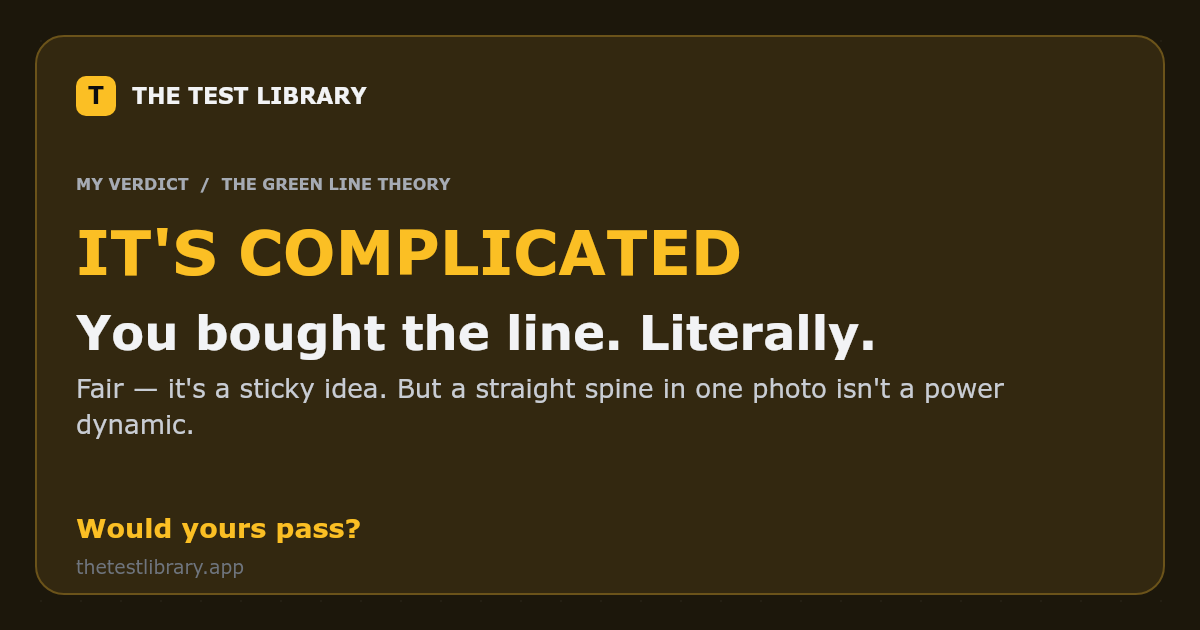 T THE TEST LIBRARY
MY VERDICT / THE GREEN LINE THEORY
IT'S COMPLICATED
You bought the line. Literally.
Fair — it's a sticky idea. But a straight spine in one photo isn't a power
dynamic.
Would yours pass?
thetestlibrary.app